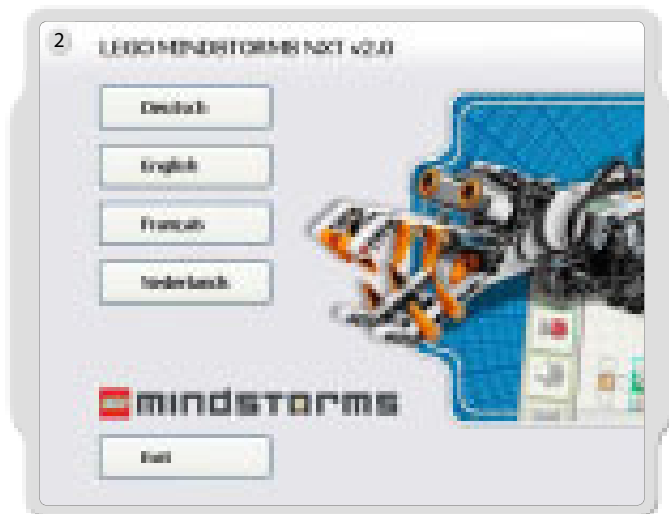 2
LEGO MINDSTORMS NXT v2.0
Deutsch
English
Français
Nederlands
mindstorms
Exit